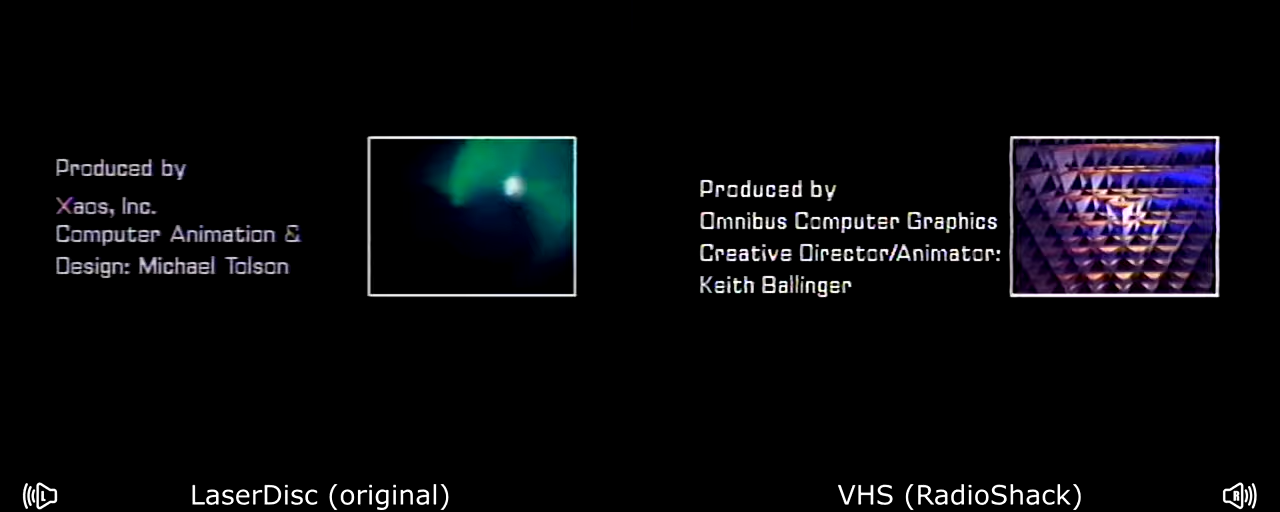 Produced by
Xaos, Inc.
Computer Animation &
Design: Michael Tolson
Produced by
Omnibus Computer Graphics
Creative Director/Animator:
Keith Ballinger
L
LaserDisc (original)
VHS (RadioShack)
R